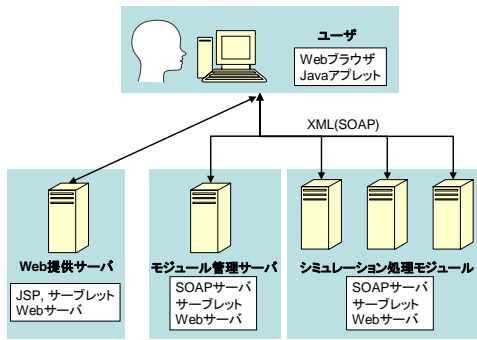 ユーザ
Webブラウザ
Javaアプレット
XML(SOAP)
Web提供サーバ
JSP, サーブレット
Webサーバ
モジュール管理サーバ
SOAPサーバ
サーブレット
Webサーバ
シミュレーション処理モジュール
SOAPサーバ
サーブレット
Webサーバ